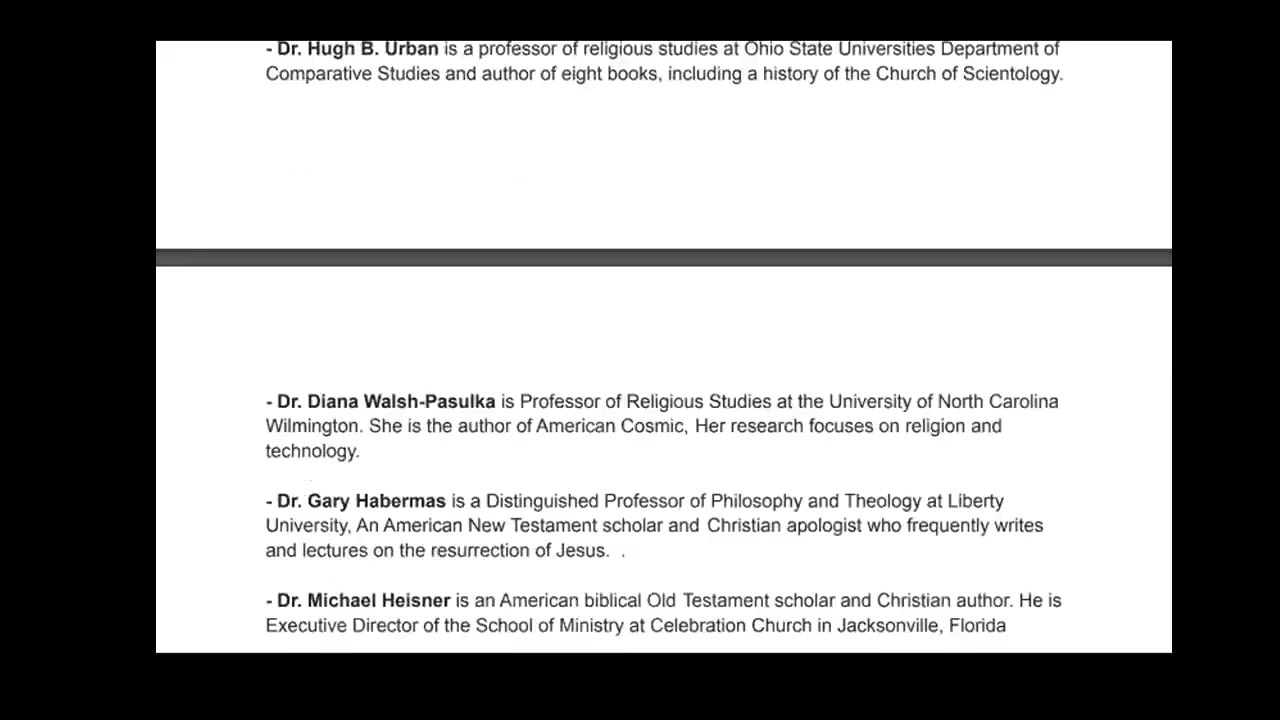 - Dr. Hugh B. Urban is a professor of religious studies at Ohio State Universities Department of
Comparative Studies and author of eight books, including a history of the Church of Scientology.
- Dr. Diana Walsh-Pasulka is Professor of Religious Studies at the University of North Carolina
Wilmington. She is the author of American Cosmic, Her research focuses on religion and
technology.
- Dr. Gary Habermas is a Distinguished Professor of Philosophy and Theology at Liberty
University, An American New Testament scholar and Christian apologist who frequently writes
and lectures on the resurrection of Jesus. .
- Dr. Michael Heisner is an American biblical Old Testament scholar and Christian author. He is
Executive Director of the School of Ministry at Celebration Church in Jacksonville, Florida